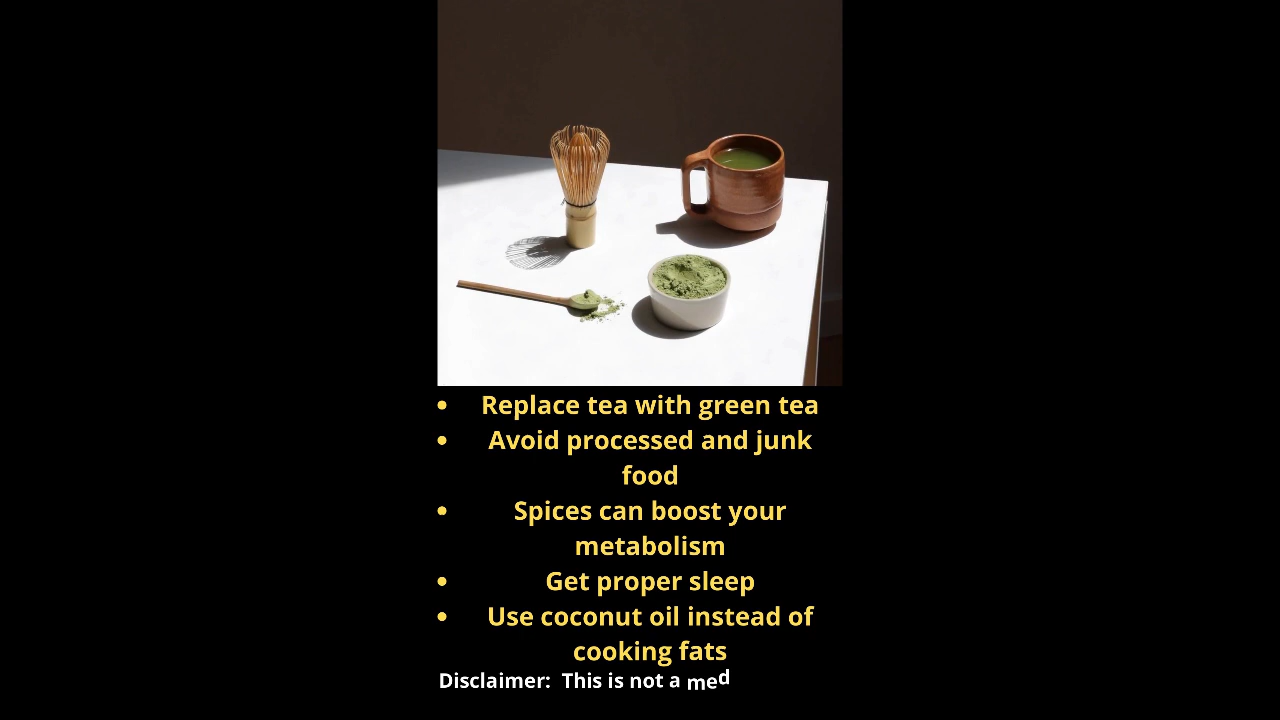 • Replace tea with green tea
• Avoid processed and junk
food
• Spices can boost your
metabolism
• Get proper sleep
• Use coconut oil instead of
cooking fats
Disclaimer: This is not a med